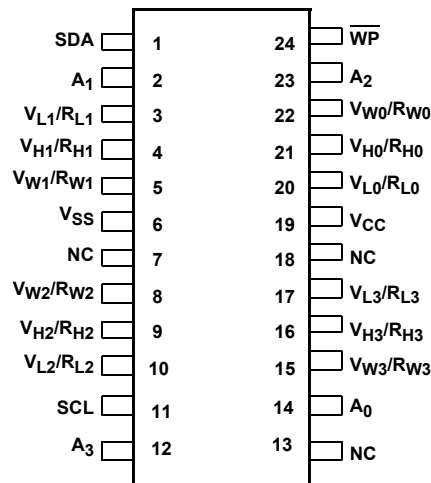 SDA 1 24 W̅P̅
A1 2 23 A2
VL1/RL1 3 22 VW0/RW0
VH1/RH1 4 21 VH0/RH0
VW1/RW1 5 20 VL0/RL0
VSS 6 19 VCC
NC 7 18 NC
VW2/RW2 8 17 VL3/RL3
VH2/RH2 9 16 VH3/RH3
VL2/RL2 10 15 VW3/RW3
SCL 11 14 A0
A3 12 13 NC